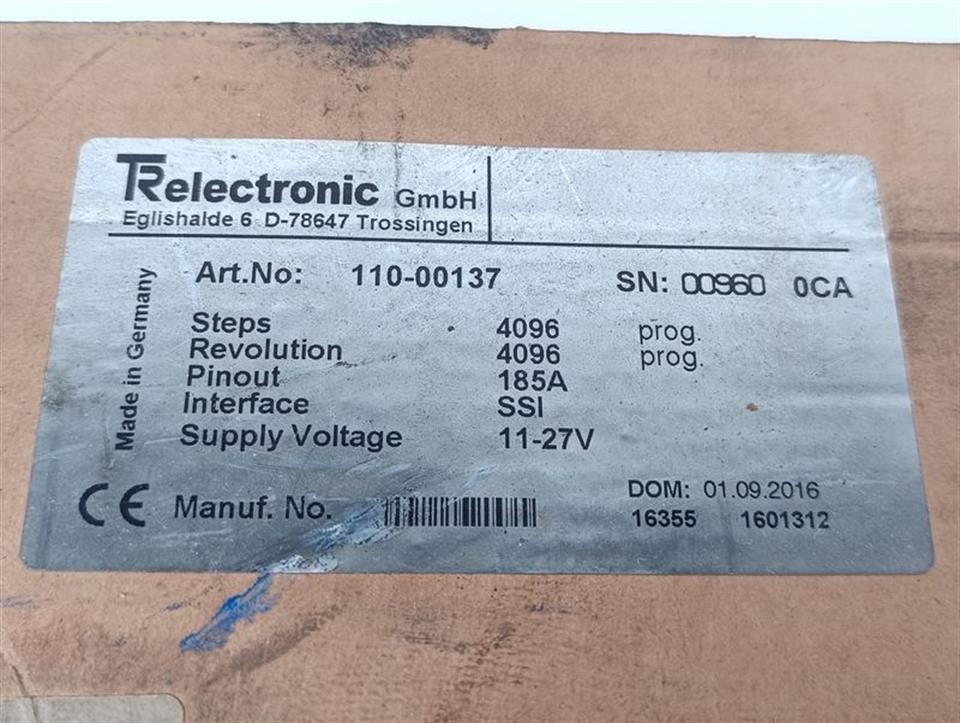 TRelectronic GmbH
Eglishalde 6 D-78647 Trossingen
Made in Germany
Art.No: 110-00137 SN: 00960 0CA
Steps 4096 prog.
Revolution 4096 prog.
Pinout 185A
Interface SSI
Supply Voltage 11-27V
CE Manuf. No. DOM: 01.09.2016
16355 1601312